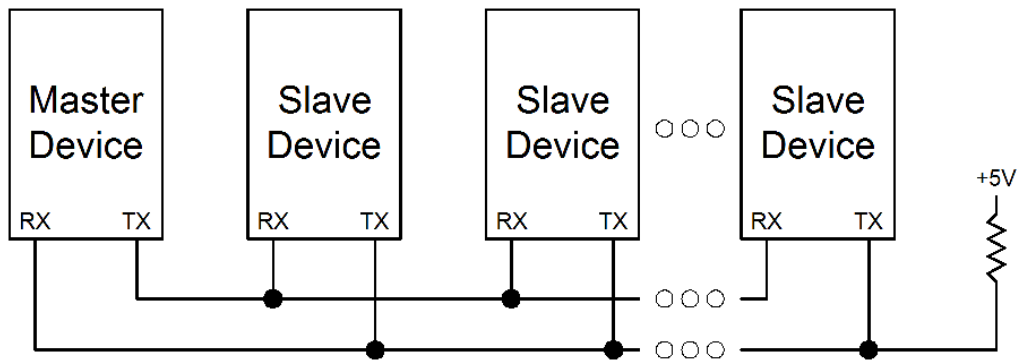 Master
Device
RX TX
Slave
Device
RX TX
Slave
Device
RX TX
Slave
Device
RX TX
+5V